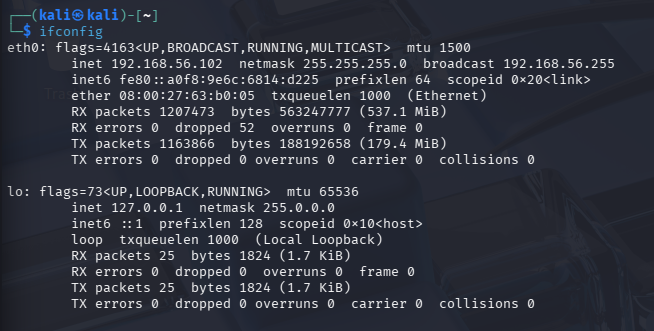 ┌──(kali㉿kali)-[~]
└─$ ifconfig
eth0: flags=4163<UP,BROADCAST,RUNNING,MULTICAST>  mtu 1500
        inet 192.168.56.102  netmask 255.255.255.0  broadcast 192.168.56.255
        inet6 fe80::a0f8:9e6c:6814:d225  prefixlen 64  scopeid 0x20<link>
        ether 08:00:27:63:b0:05  txqueuelen 1000  (Ethernet)
        RX packets 1207473  bytes 563247777 (537.1 MiB)
        RX errors 0  dropped 52  overruns 0  frame 0
        TX packets 1163866  bytes 188192658 (179.4 MiB)
        TX errors 0  dropped 0 overruns 0  carrier 0  collisions 0

lo: flags=73<UP,LOOPBACK,RUNNING>  mtu 65536
        inet 127.0.0.1  netmask 255.0.0.0
        inet6 ::1  prefixlen 128  scopeid 0x10<host>
        loop  txqueuelen 1000  (Local Loopback)
        RX packets 25  bytes 1824 (1.7 KiB)
        RX errors 0  dropped 0  overruns 0  frame 0
        TX packets 25  bytes 1824 (1.7 KiB)
        TX errors 0  dropped 0 overruns 0  carrier 0  collisions 0